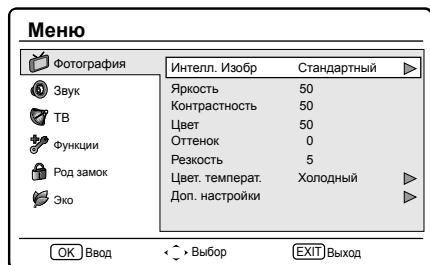 Меню
Фотография
Звук
ТВ
Функции
Род замок
Эко
Интелл. Изобр Стандартный
Яркость 50
Контрастность 50
Цвет 50
Оттенок 0
Резкость 5
Цвет. температ. Холодный
Доп. настройки
OK Ввод Выбор EXIT Выход